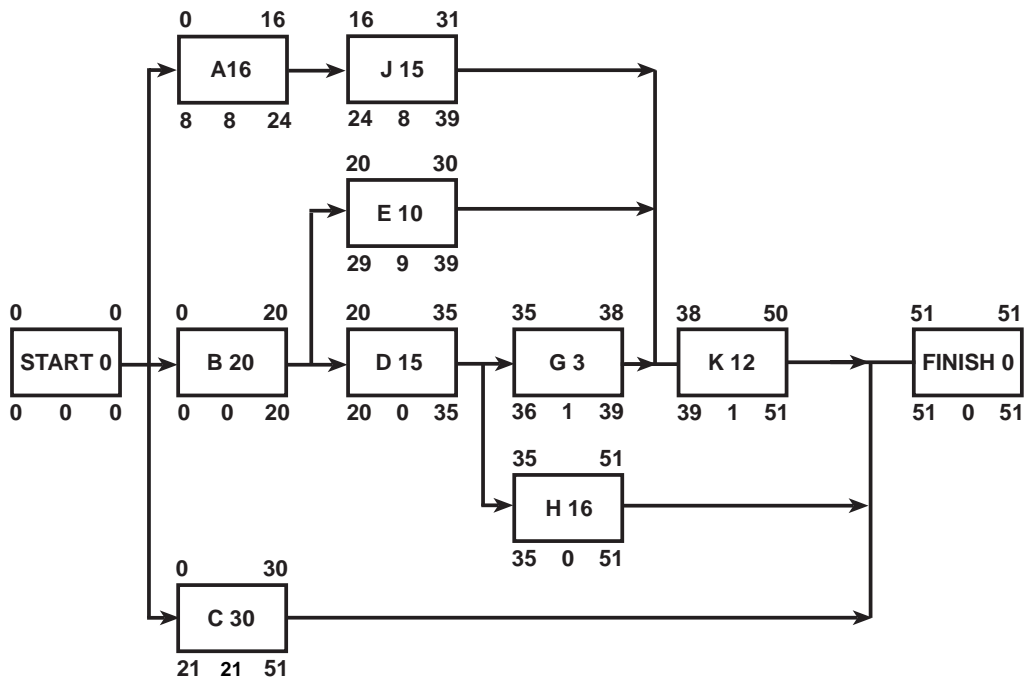 0 16 16 31
A16 J 15
8 8 24 24 8 39
20 30
E 10
29 9 39
0 0 0 20 20 35 35 38 38 50 51 51
START 0 B 20 D 15 G 3 K 12 FINISH 0
0 0 0 0 0 20 20 0 35 36 1 39 39 1 51 51 0 51
35 51
H 16
35 0 51
0 30
C 30
21 21 51